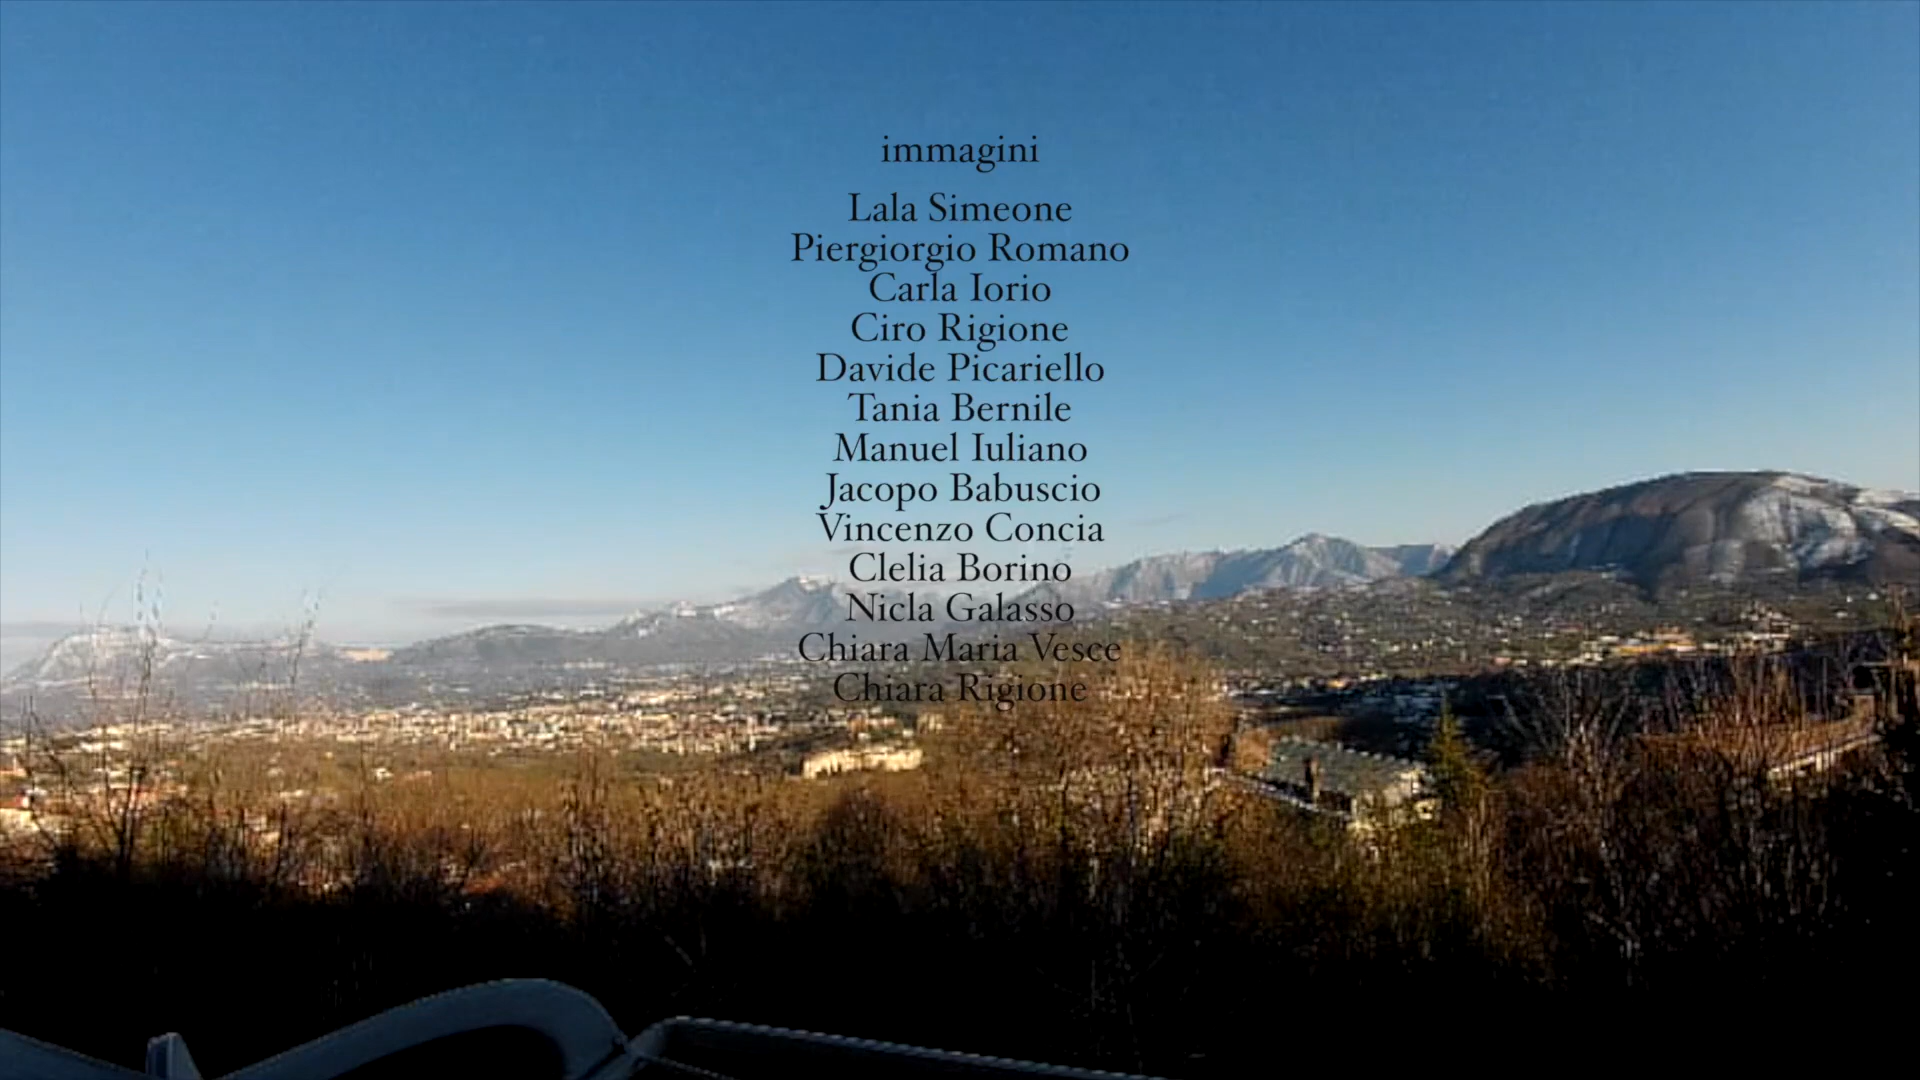 immagini
Lala Simeone
Piergiorgio Romano
Carla Iorio
Ciro Rigione
Davide Picariello
Tania Bernile
Manuel Iuliano
Jacopo Babuscio
Vincenzo Concia
Clelia Borino
Nicla Galasso
Chiara Maria Vesce
Chiara Rigione